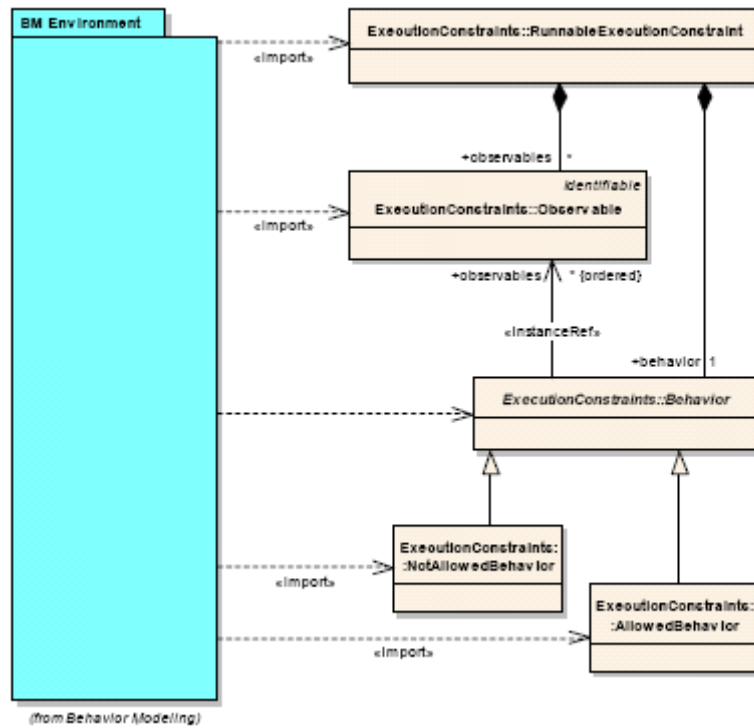 BM Environment
ExecutionConstraints::RunnableExecutionConstraint
«import»
+observables *
Identifiable
ExecutionConstraints::Observable
«import»
+observables * {ordered}
«instanceRef»
+behavior 1
ExecutionConstraints::Behavior
ExecutionConstraints:
:NotAllowedBehavior
«import»
ExecutionConstraints:
:AllowedBehavior
«import»
(from Behavior Modeling)